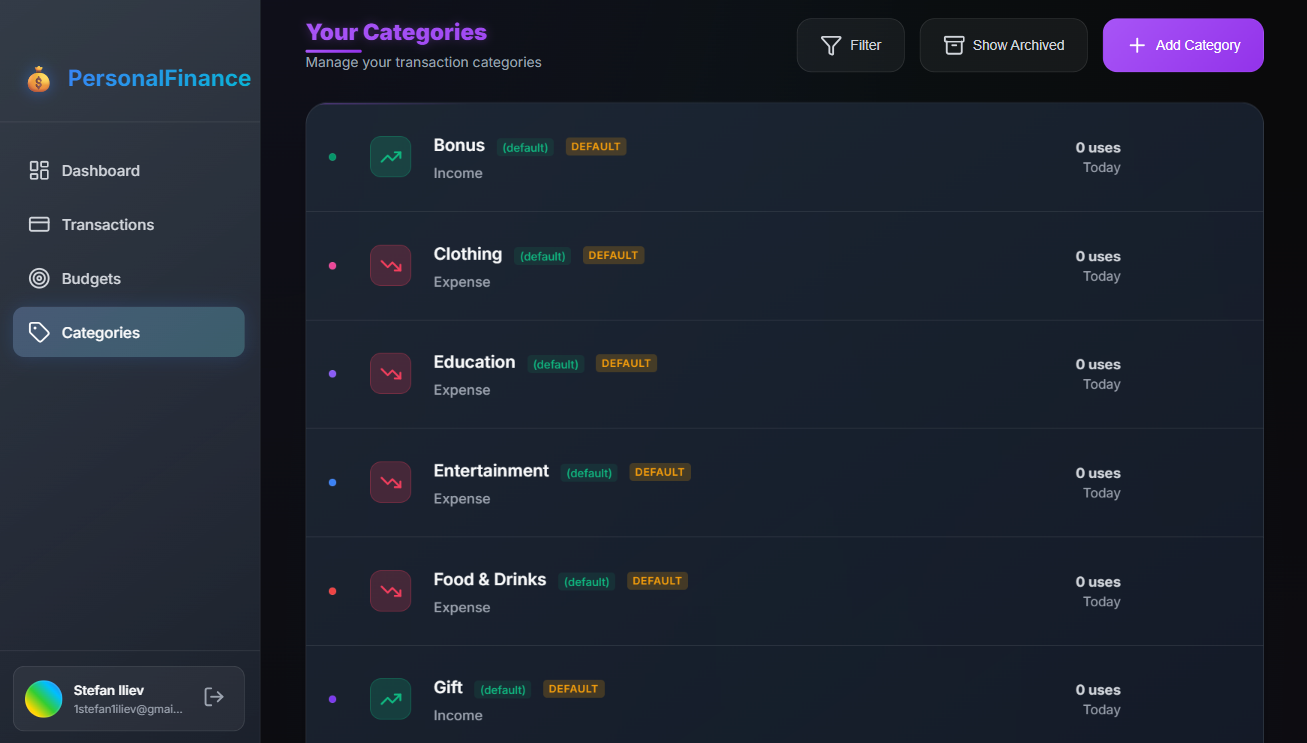 PersonalFinance
Dashboard
Transactions
Budgets
Categories
Stefan Iliev
1stefan1iliev@gmai...
Your Categories
Manage your transaction categories
Filter
Show Archived
Add Category
Bonus (default) DEFAULT
Income
0 uses
Today
Clothing (default) DEFAULT
Expense
0 uses
Today
Education (default) DEFAULT
Expense
0 uses
Today
Entertainment (default) DEFAULT
Expense
0 uses
Today
Food & Drinks (default) DEFAULT
Expense
0 uses
Today
Gift (default) DEFAULT
Income
0 uses
Today